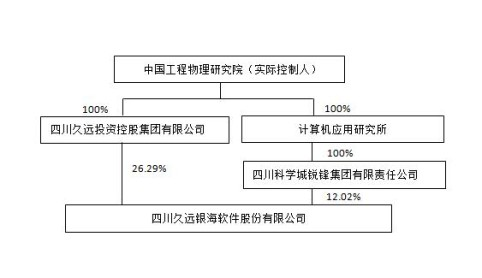 中国工程物理研究院（实际控制人）
100%
100%
四川久远投资控股集团有限公司
计算机应用研究所
26.29%
100%
四川科学城锐锋集团有限责任公司
12.02%
四川久远银海软件股份有限公司